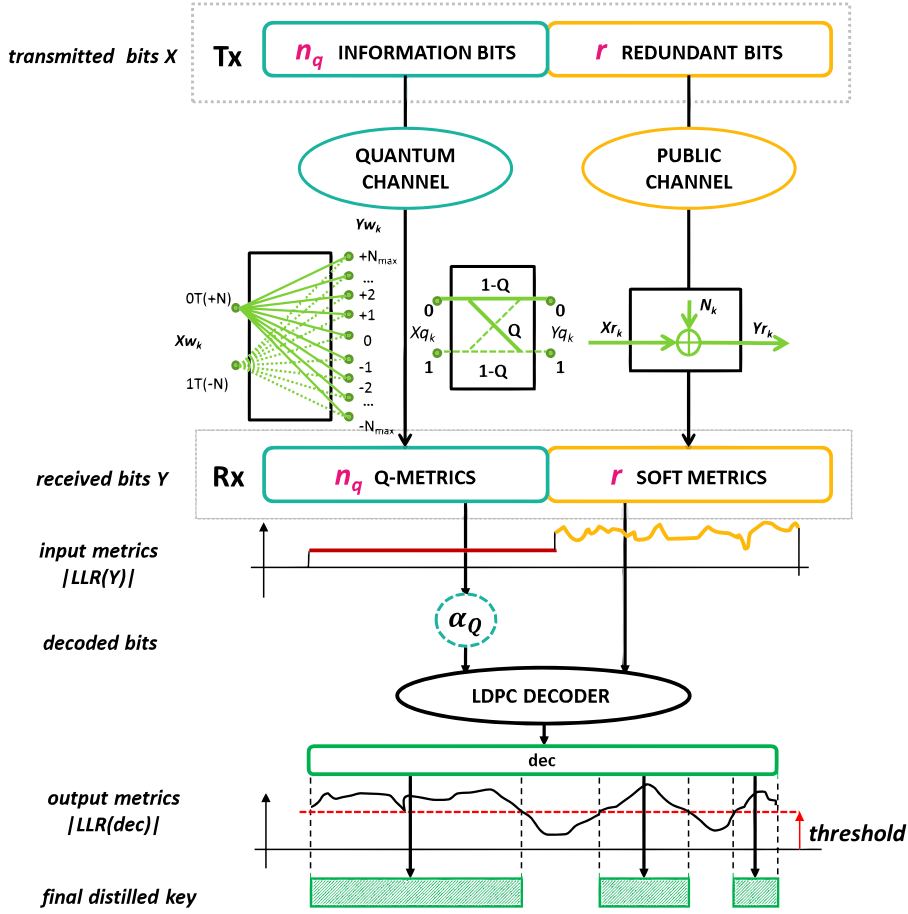 transmitted bits X
Tx
n_q INFORMATION BITS
r REDUNDANT BITS
QUANTUM
CHANNEL
PUBLIC
CHANNEL
Yw_k
+N_max
...
+2
+1
0
-1
-2
...
-N_max
0T(+N)
Xw_k
1T(-N)
1-Q
0
0
Xq_k
Q
Yq_k
1
1
1-Q
N_k
Xr_k
Yr_k
received bits Y
Rx
n_q Q-METRICS
r SOFT METRICS
input metrics
|LLR(Y)|
α_Q
decoded bits
LDPC DECODER
dec
output metrics
|LLR(dec)|
threshold
final distilled key